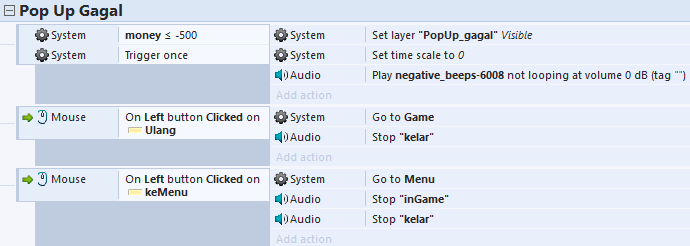 Pop Up Gagal
System money ≤ -500 Set layer "PopUp_gagal" Visible
System Trigger once Set time scale to 0
Audio Play negative_beeps-6008 not looping at volume 0 dB (tag "")
Add action
Mouse On Left button Clicked on System Go to Game
Ulang Audio Stop "kelar"
Add action
Mouse On Left button Clicked on System Go to Menu
keMenu Audio Stop "inGame"
Audio Stop "kelar"
Add action